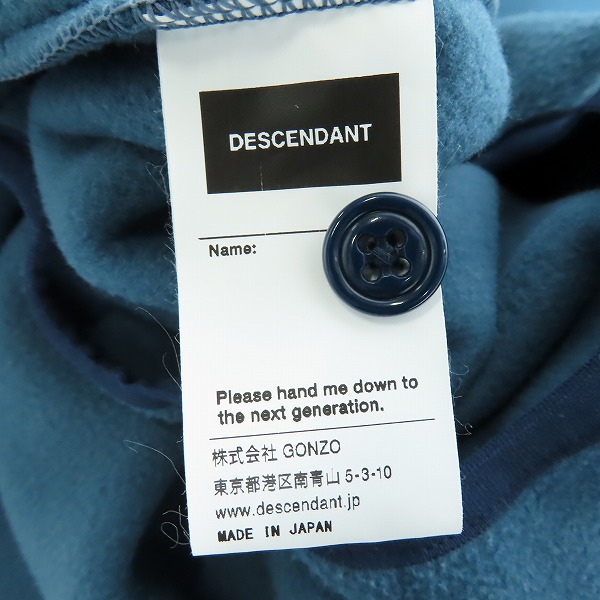 DESCENDANT
Name:
Please hand me down to
the next generation.
株式会社 GONZO
東京都港区南青山 5-3-10
www.descendant.jp
MADE IN JAPAN